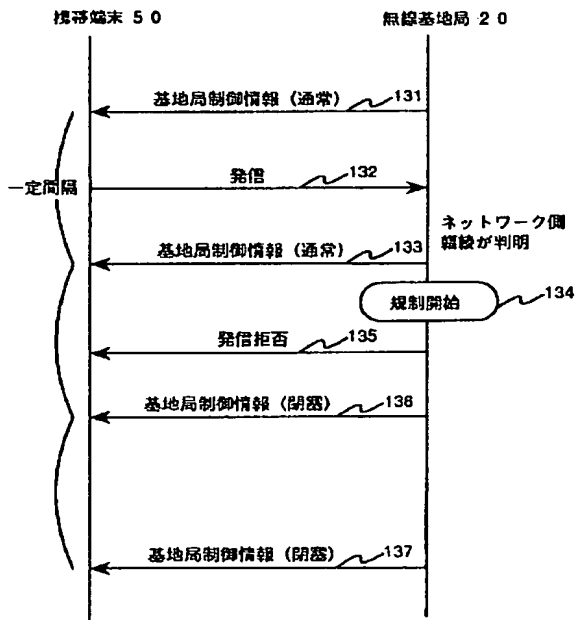 携帯端末 50
無線基地局 20
基地局制御情報（通常）
131
一定間隔
発信
132
ネットワーク側
輻輳が判明
基地局制御情報（通常）
133
規制開始
134
発信拒否
135
基地局制御情報（閉塞）
136
基地局制御情報（閉塞）
137